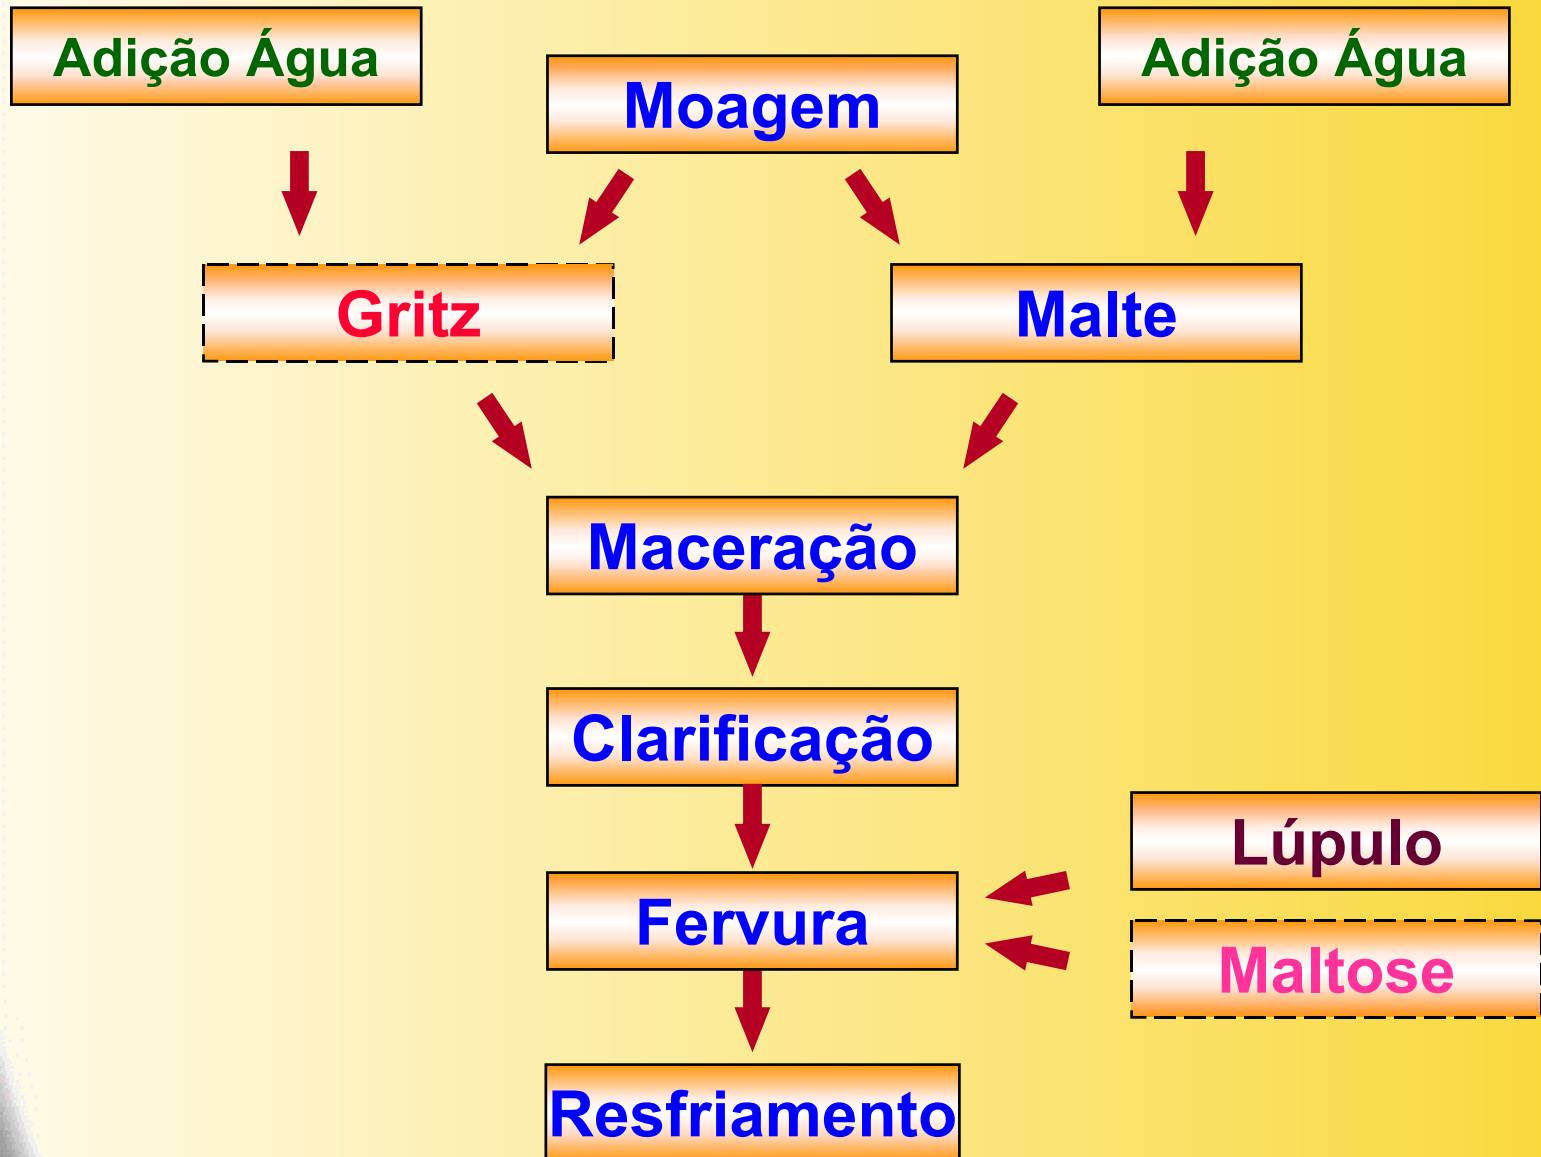 Adição Água
Moagem
Adição Água
Gritz
Malte
Maceração
Clarificação
Lúpulo
Fervura
Maltose
Resfriamento